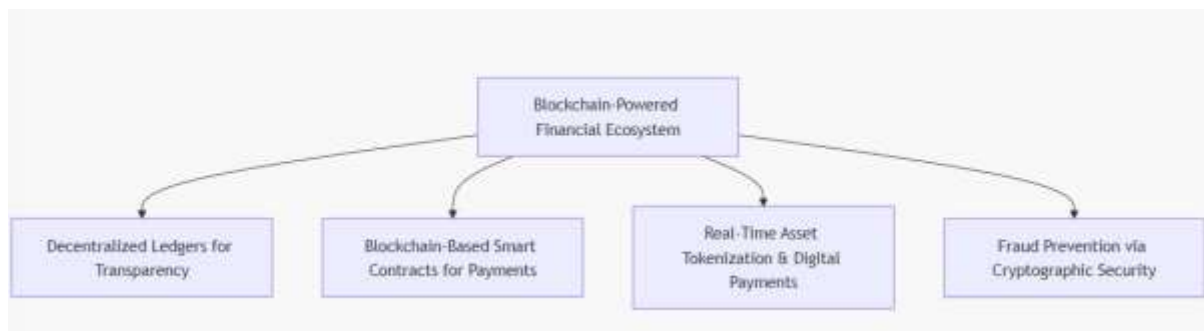 Blockchain-Powered
Financial Ecosystem
Decentralized Ledgers for
Transparency
Blockchain-Based Smart
Contracts for Payments
Real-Time Asset
Tokenization & Digital
Payments
Fraud Prevention via
Cryptographic Security